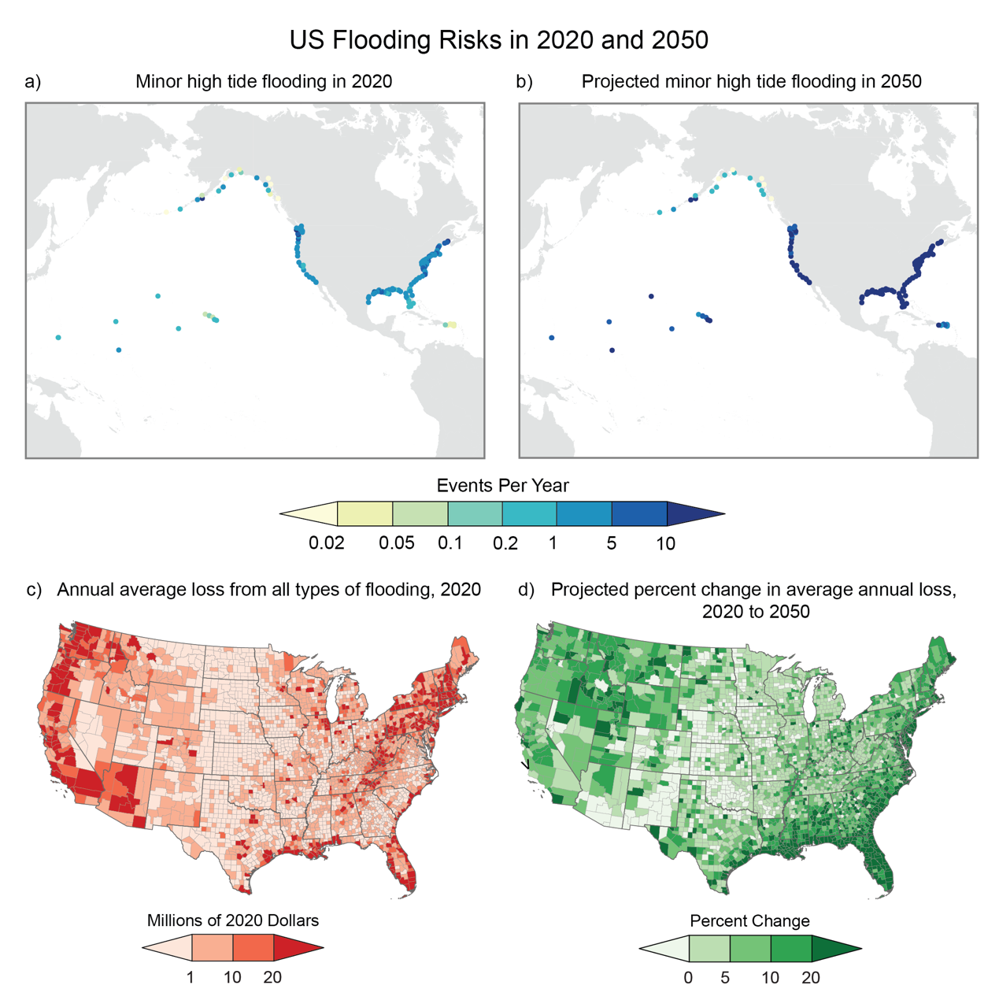 US Flooding Risks in 2020 and 2050
a) Minor high tide flooding in 2020
b) Projected minor high tide flooding in 2050
Events Per Year
0.02 0.05 0.1 0.2 1 5 10
c) Annual average loss from all types of flooding, 2020
d) Projected percent change in average annual loss,
2020 to 2050
Millions of 2020 Dollars
1 10 20
Percent Change
0 5 10 20